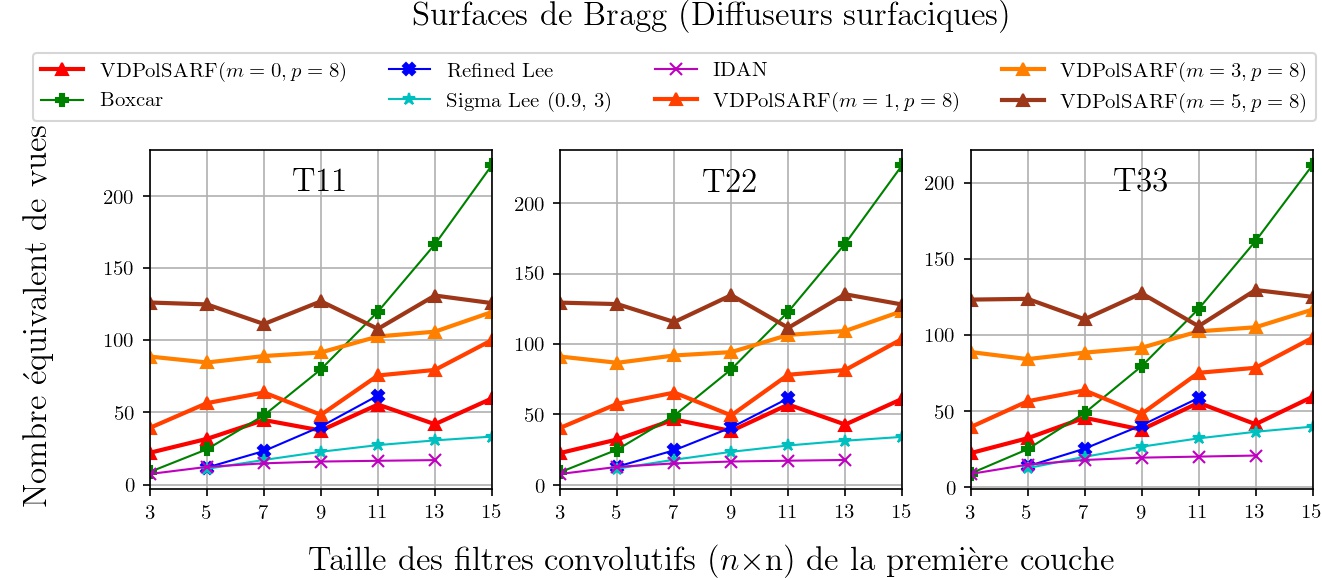 Surfaces de Bragg (Diffuseurs surfaciques)
VDPolSARF(m = 0, p = 8) Refined Lee IDAN VDPolSARF(m = 3, p = 8)
Boxcar Sigma Lee (0.9, 3) VDPolSARF(m = 1, p = 8) VDPolSARF(m = 5, p = 8)
Nombre équivalent de vues
T11
200
150
100
50
0
3 5 7 9 11 13 15
T22
200
150
100
50
0
3 5 7 9 11 13 15
T33
200
150
100
50
0
3 5 7 9 11 13 15
Taille des filtres convolutifs (n×n) de la première couche